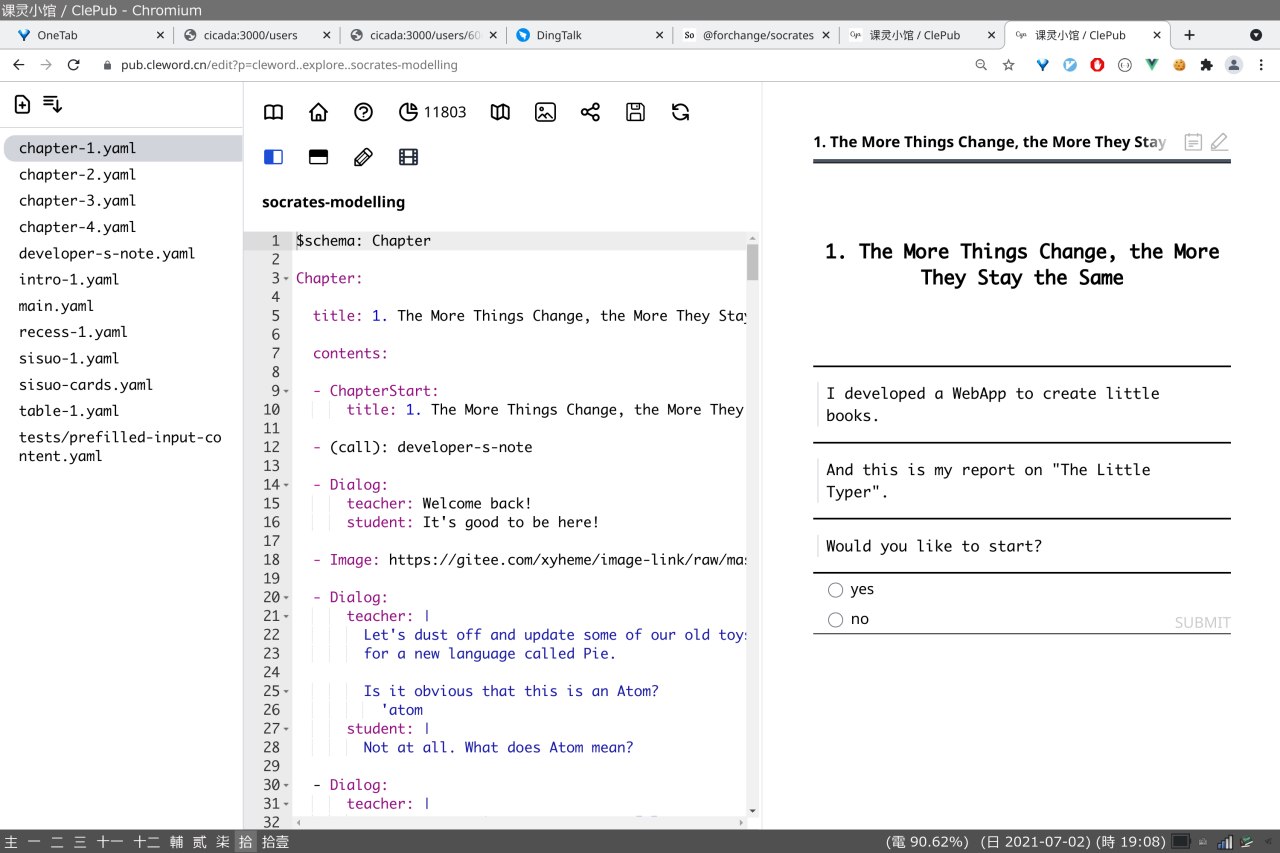 课灵小馆 / ClePub - Chromium
OneTab
cicada:3000/users
cicada:3000/users/60
DingTalk
So @forchange/socrates
课灵小馆 / ClePub
课灵小馆 / ClePub
pub.cleword.cn/edit?p=cleword..explore..socrates-modelling
chapter-1.yaml
chapter-2.yaml
chapter-3.yaml
chapter-4.yaml
developer-s-note.yaml
intro-1.yaml
main.yaml
recess-1.yaml
sisuo-1.yaml
sisuo-cards.yaml
table-1.yaml
tests/prefilled-input-co
ntent.yaml
11803
socrates-modelling
1 $schema: Chapter
2
3 Chapter:
4
5 title: 1. The More Things Change, the More They Stay
6
7 contents:
8
9 - ChapterStart:
10 title: 1. The More Things Change, the More They
11
12 - (call): developer-s-note
13
14 - Dialog:
15 teacher: Welcome back!
16 student: It's good to be here!
17
18 - Image: https://gitee.com/xyheme/image-link/raw/mas
19
20 - Dialog:
21 teacher: |
22 Let's dust off and update some of our old toys
23 for a new language called Pie.
24
25 Is it obvious that this is an Atom?
26 'atom
27 student: |
28 Not at all. What does Atom mean?
29
30 - Dialog:
31 teacher: |
32
1. The More Things Change, the More They Stay
1. The More Things Change, the More
They Stay the Same
I developed a WebApp to create little
books.
And this is my report on "The Little
Typer".
Would you like to start?
yes
no
SUBMIT
主 一 二 三 十一 十二 輔 贰 柒 拾 拾壹
(電 90.62%) (日 2021-07-02) (時 19:08)